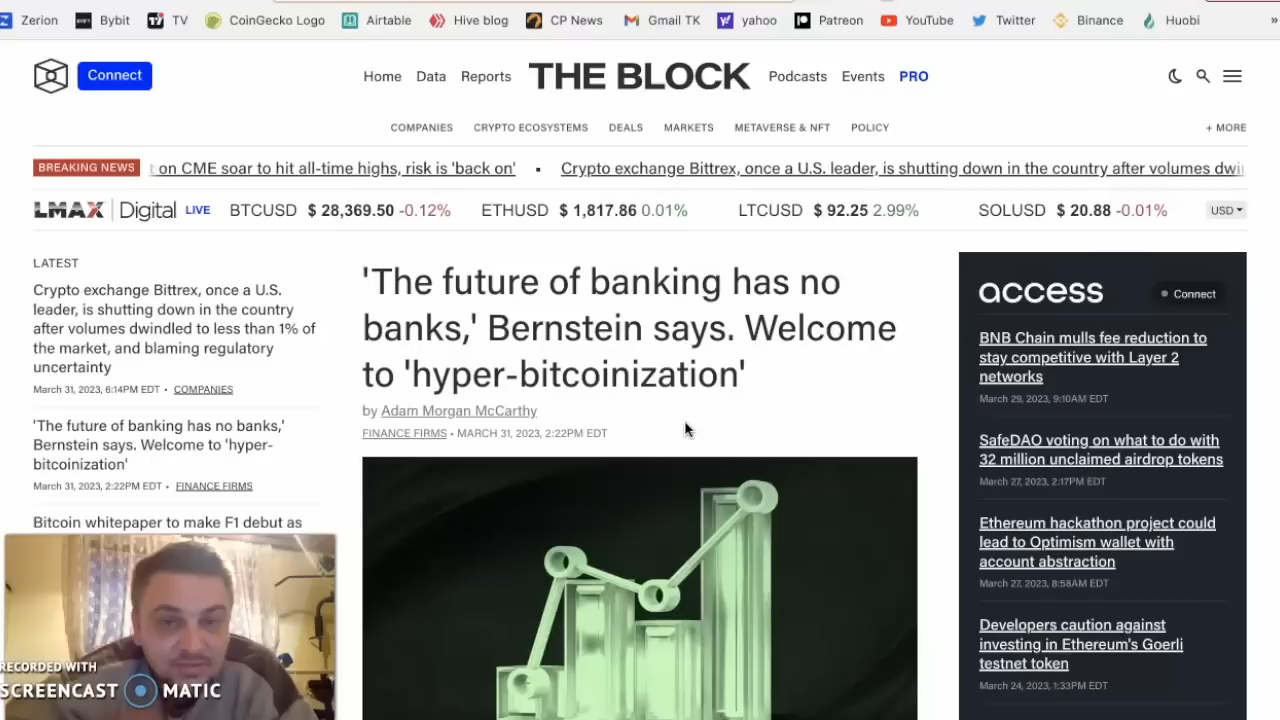 Zerion Bybit TV CoinGecko Logo Airtable Hive blog CP News Gmail TK yahoo Patreon YouTube Twitter Binance Huobi »
Connect Home Data Reports THE BLOCK Podcasts Events PRO
COMPANIES CRYPTO ECOSYSTEMS DEALS MARKETS METAVERSE & NFT POLICY + MORE
BREAKING NEWS on CME soar to hit all-time highs, risk is 'back on' • Crypto exchange Bittrex, once a U.S. leader, is shutting down in the country after volumes dwi
LMAX Digital LIVE BTCUSD $ 28,369.50 -0.12% ETHUSD $ 1,817.86 0.01% LTCUSD $ 92.25 2.99% SOLUSD $ 20.88 -0.01% USD
LATEST
Crypto exchange Bittrex, once a U.S.
leader, is shutting down in the country
after volumes dwindled to less than 1% of
the market, and blaming regulatory
uncertainty
March 31, 2023, 6:14PM EDT • COMPANIES
'The future of banking has no banks,'
Bernstein says. Welcome to 'hyper-
bitcoinization'
March 31, 2023, 2:22PM EDT • FINANCE FIRMS
Bitcoin whitepaper to make F1 debut as
RECORDED WITH
SCREENCAST MATIC
'The future of banking has no
banks,' Bernstein says. Welcome
to 'hyper-bitcoinization'
by Adam Morgan McCarthy
FINANCE FIRMS • MARCH 31, 2023, 2:22PM EDT
access Connect
BNB Chain mulls fee reduction to
stay competitive with Layer 2
networks
March 29, 2023, 9:10AM EDT
SafeDAO voting on what to do with
32 million unclaimed airdrop tokens
March 27, 2023, 2:17PM EDT
Ethereum hackathon project could
lead to Optimism wallet with
account abstraction
March 27, 2023, 8:58AM EDT
Developers caution against
investing in Ethereum's Goerli
testnet token
March 24, 2023, 1:33PM EDT